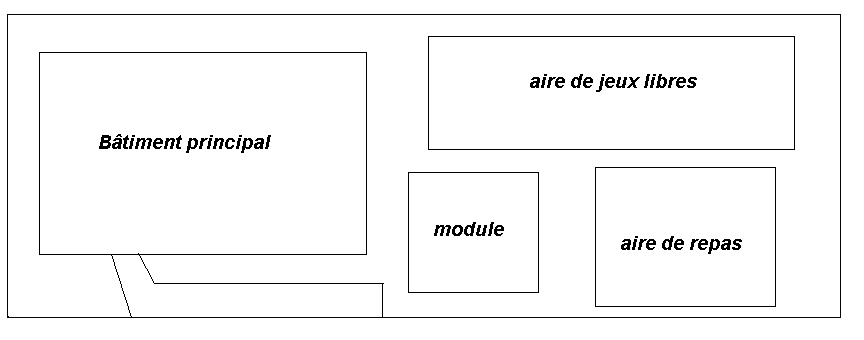 aire de jeux libres
Bâtiment principal
module
aire de repas